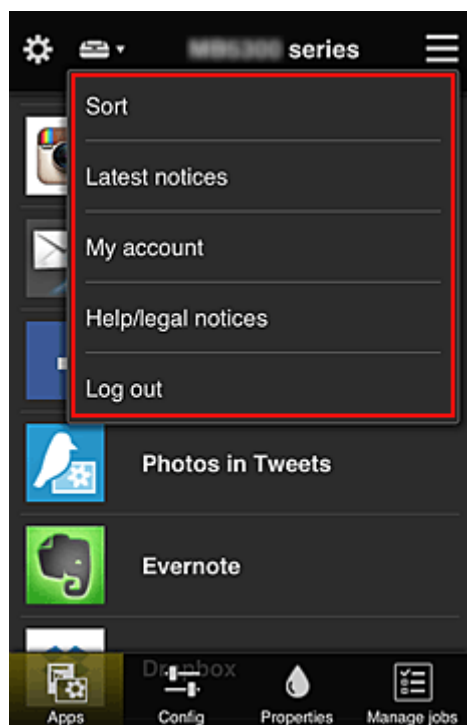 series
Sort
Latest notices
My account
Help/legal notices
Log out
Photos in Tweets
Evernote
Dropbox
Apps
Config
Properties
Manage jobs